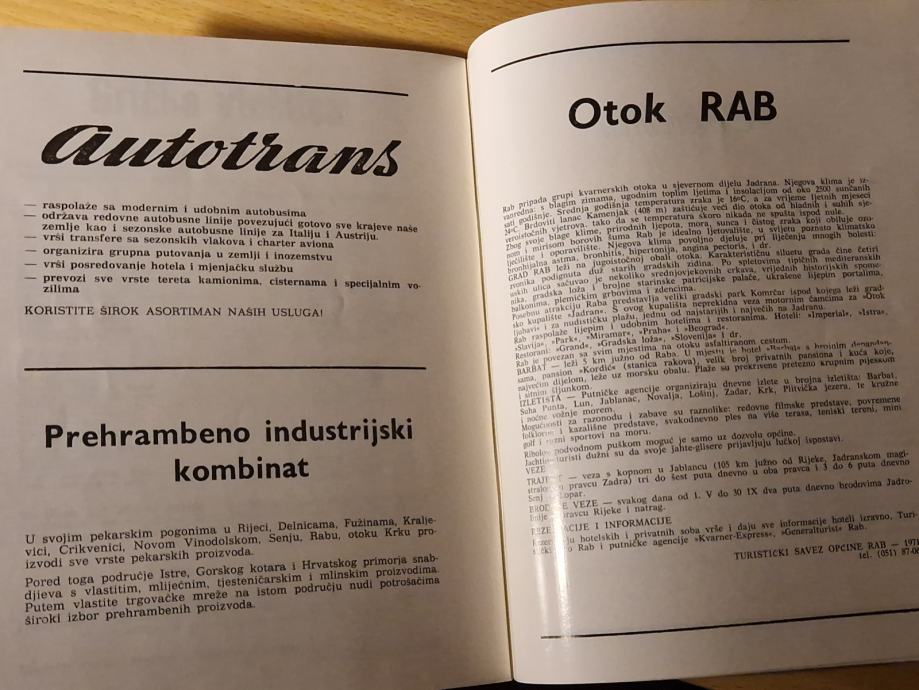 Autotrans
— raspolaže sa modernim i udobnim autobusima
— održava redovne autobusne linije povezujući gotovo sve krajeve naše
zemlje kao i sezonske autobusne linije za Italiju i Austriju.
— vrši transfere sa sezonskih vlakova i charter aviona
— organizira grupna putovanja u zemlji i inozemstvu
— vrši posredovanje hotela i mjenjačku službu
— prevozi sve vrste tereta kamionima, cisternama i specijalnim vo-
zilima
KORISTITE ŠIROK ASORTIMAN NAŠIH USLUGA!
Prehrambeno industrijski
kombinat
U svojim pekarskim pogonima u Rijeci, Delnicama, Fužinama, Kralje-
vici, Crikvenici, Novom Vinodolskom, Senju, Rabu, otoku Krku pro-
izvodi sve vrste pekarskih proizvoda.
Pored toga područje Istre, Gorskog kotara i Hrvatskog primorja snab-
djieva s vlastitim, mliječnim, tjesteničarskim i mlinskim proizvodima.
Putem vlastite trgovačke mreže na istom području nudi potrošačima
široki izbor prehrambenih proizvoda.
Otok RAB
Rab pripada grupi kvarnerskih otoka u sjevernom dijelu Jadrana. Njegova klima je iz-
vanredna: s blagim zimama, ugodnim toplim ljetima i insolacijom od oko 2500 sunčanih
sati godišnje. Srednja godišnja temperatura zraka je 16ºC, a za vrijeme ljetnih mjeseci
24ºC. Brdoviti lanac Kamenjak (408 m) zaštićuje veći dio otoka od hladnih i suhih sje-
veroistočnih vjetrova, tako da se temperatura skoro nikada ne spušta ispod nule.
Zbog svoje blage klime, prirodnih ljepota, mora, sunca i čistog zraka koji obiluje ozo-
nom i mirisom borovih šuma Rab je idealno ljetovalište, u svijetu poznato klimatsko
lječilište i oporavilište. Njegova klima povoljno djeluje pri liječenju mnogih bolesti:
bronhijalna astma, bronhitis, hipertonija, angina pectoris, i dr.
GRAD RAB leži na jugoistočnoj obali otoka. Karakterističnu siluetu grada čine četiri
zvonika podignuta duž starih gradskih zidina. Po spletovima tipičnih mediteranskih
uskih ulica sačuvao je nekoliko srednjovjekovnih crkava, vrijednih historijskih spome-
nika, gradska loža i brojne starinske patricijske palače, ukrašene lijepim portalima,
balkonima, plemićkim grbovima i zdencima.
Posebnu atrakciju Raba predstavlja veliki gradski park Komrčar ispod kojega leži grad-
sko kupalište »Jadran«. S ovog kupališta neprekidna veza motornim čamcima za »Otok
ljubavi« i za nudističku plažu, jednu od najstarijih i najvećih na Jadranu.
Rab raspolaže lijepim i udobnim hotelima i restoranima. Hoteli: »Imperial«, »Istra«,
»Slavija«, »Park«, »Miramar«, »Praha« i »Beograd«.
Restorani: »Grand«, »Gradska loža«, »Slovenija« i dr.
Rab je povezan sa svim mjestima na otoku asfaltiranom cestom.
BARBAT — leži 5 km južno od Raba. U mjestu je hotel »Barbat« s brojnim
sama, pansion »Kordić« (stanica rakova), velik broj privatnih pansiona i kuća koje,
najvećim dijelom, leže uz morsku obalu. Plaže su prekrivene pretežno krupnim pijeskom
i sitnim šljunkom.
IZLETIŠTA — Putničke agencije organiziraju dnevne izlete u brojna izletišta: Barbat,
Suha Punta, Lun, Jablanac, Novalja, Lošinj, Zadar, Krk, Plitvička jezera, te kružne
i noćne vožnje morem.
Mogućnosti za razonodu i zabave su raznolike: redovite filmske predstave, povremene
folklorne i kazališne predstave, svakodnevno ples na više terasa, teniski tereni, mini
golf i razni sportovi na moru.
Ribolov podvodnom puškom moguć je samo uz dozvolu općine.
Jachting turisti dužni su da svoje jahte-glisere prijavljuju lučkoj ispostavi.
VEZE
TRAJEKT — veza s kopnom u Jablancu (105 km južno od Rijeke, Jadranskom magi-
stralom pravcu Zadra) tri do šest puta dnevno u oba pravca i 3 do 6 puta dnevno
Senj Lopar.
BRODSKE VEZE — svakog dana od 1. V do 30 IX dva puta dnevno brodovima Jadro-
linije pravcu Rijeke i natrag.
REZERVACIJE I INFORMACIJE
hotelskih i privatnih soba vrše i daju sve informacije hoteli izravno, Turi-
Rab i putničke agencije »Kvarner-Express«, »Generalturist« Rab.
TURISTIČKI SAVEZ OPĆINE RAB — 1971
tel. (051) 87-0